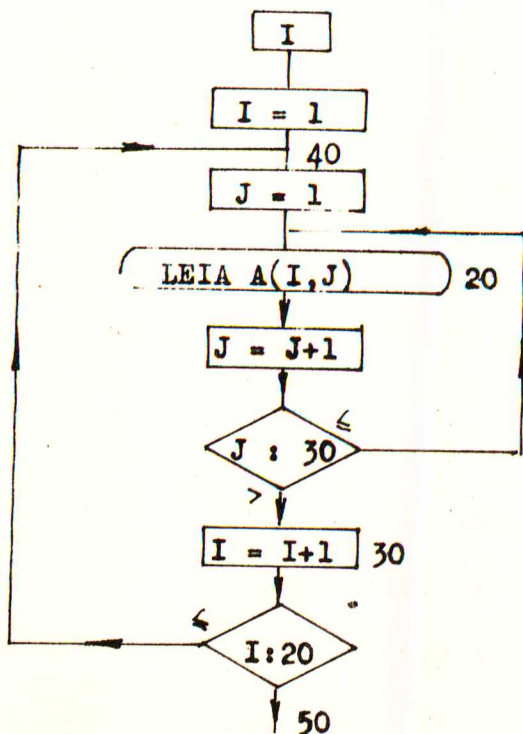 I
I = 1
40
J = 1
LEIA A(I,J) 20
J = J+1
≤
J : 30
>
I = I+1 30
≤
I:20
50